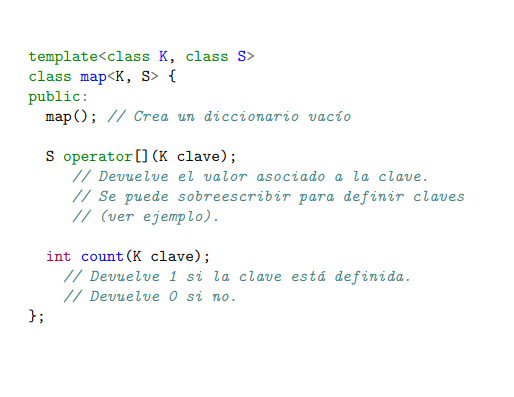 template<class K, class S>
class map<K, S> {
public:
  map(); // Crea un diccionario vacío

  S operator[](K clave);
     // Devuelve el valor asociado a la clave.
     // Se puede sobreescribir para definir claves
     // (ver ejemplo).

  int count(K clave);
    // Devuelve 1 si la clave está definida.
    // Devuelve 0 si no.
};